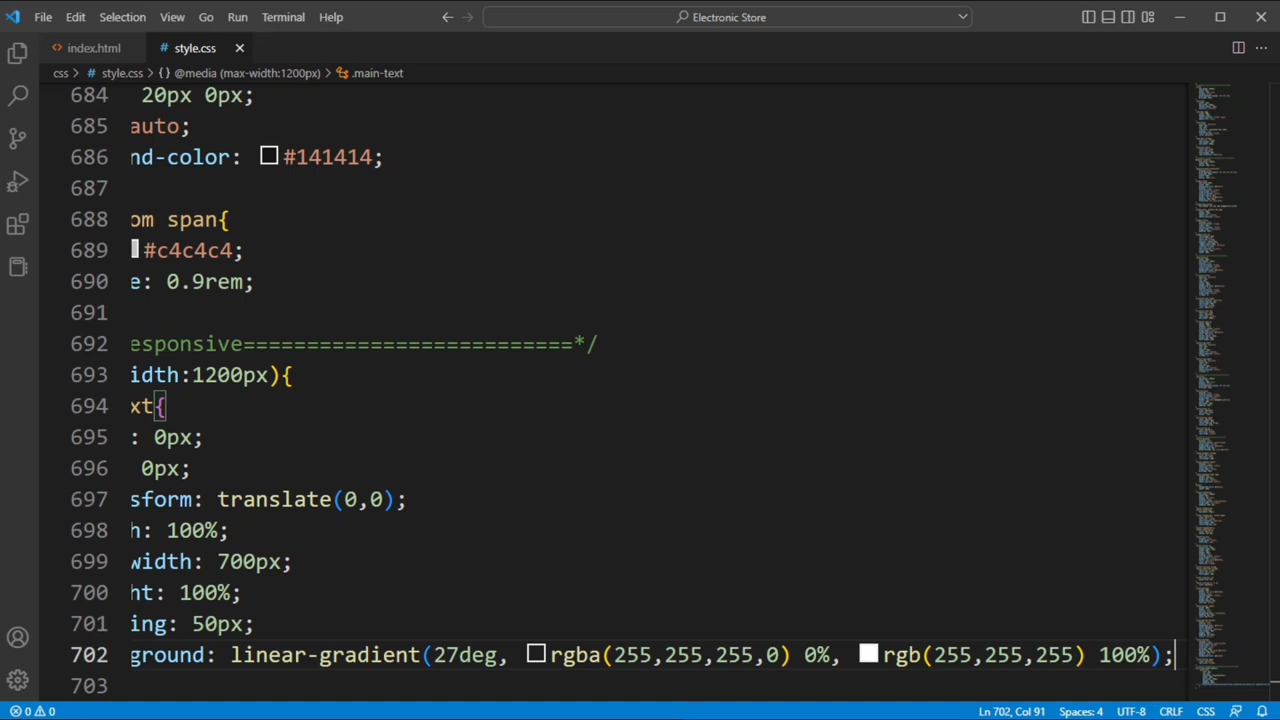 File Edit Selection View Go Run Terminal Help Electronic Store
index.html style.css
css > style.css > {} @media (max-width:1200px) > .main-text
684 20px 0px;
685 auto;
686 nd-color: #141414;
687
688 om span{
689 #c4c4c4;
690 e: 0.9rem;
691
692 esponsive==========================*/
693 idth:1200px){
694 xt{
695 : 0px;
696 0px;
697 sform: translate(0,0);
698 h: 100%;
699 width: 700px;
700 ht: 100%;
701 ing: 50px;
702 ground: linear-gradient(27deg, rgba(255,255,255,0) 0%, rgb(255,255,255) 100%);
703
0 0 Ln 702, Col 91 Spaces: 4 UTF-8 CRLF CSS